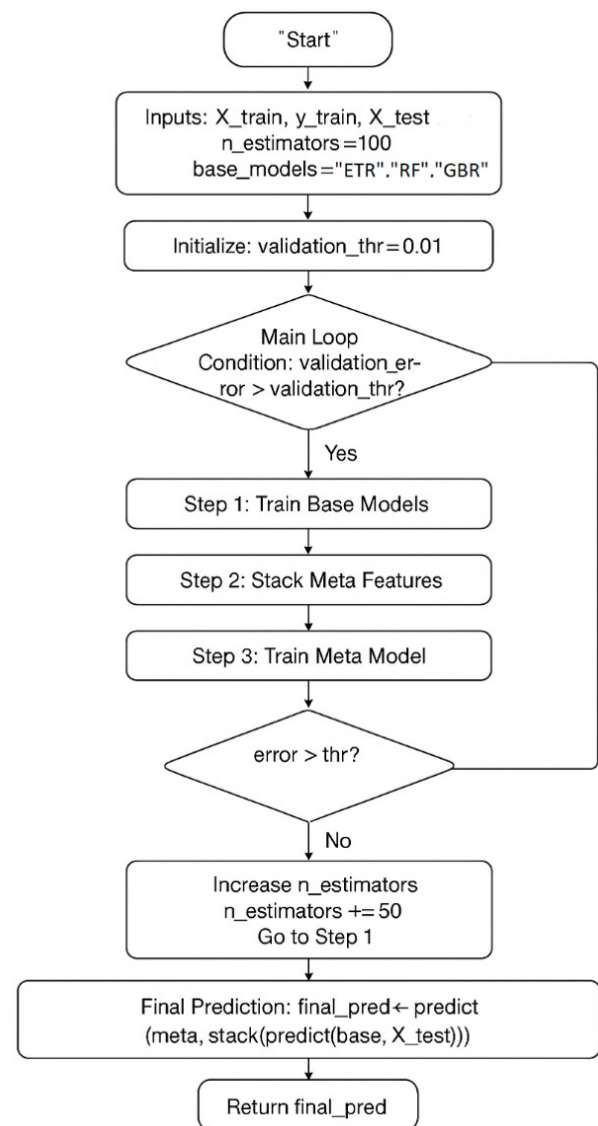 "Start"
Inputs: X_train, y_train, X_test
n_estimators=100
base_models="ETR"."RF"."GBR"
Initialize: validation_thr=0.01
Main Loop
Condition: validation_er-
ror > validation_thr?
Yes
Step 1: Train Base Models
Step 2: Stack Meta Features
Step 3: Train Meta Model
error > thr?
No
Increase n_estimators
n_estimators += 50
Go to Step 1
Final Prediction: final_pred← predict
(meta, stack(predict(base, X_test)))
Return final_pred